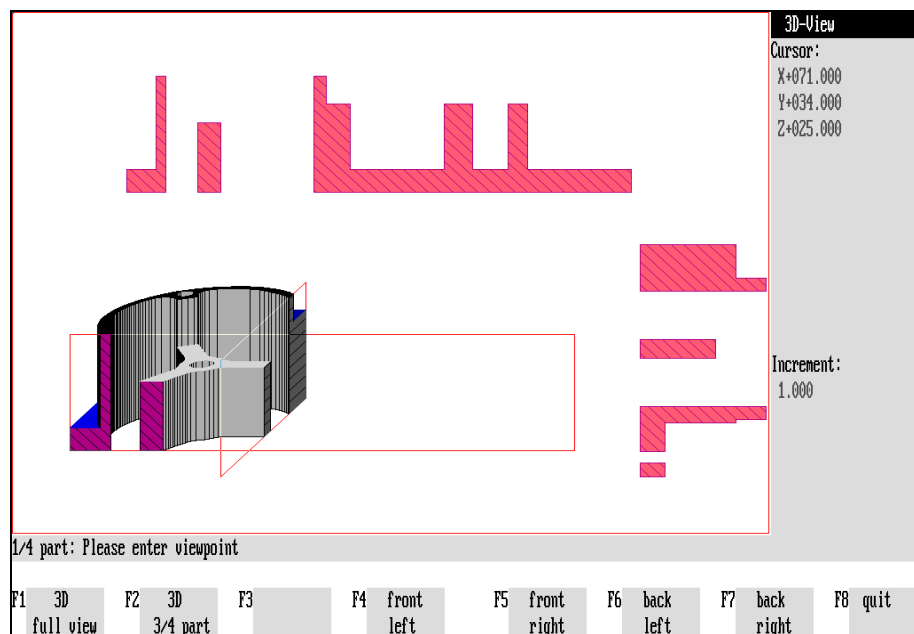 3D-View
Cursor:
X+071.000
Y+034.000
Z+025.000
Increment:
1.000
1/4 part: Please enter viewpoint
F1 3D full view
F2 3D 3/4 part
F3
F4 front left
F5 front right
F6 back left
F7 back right
F8 quit